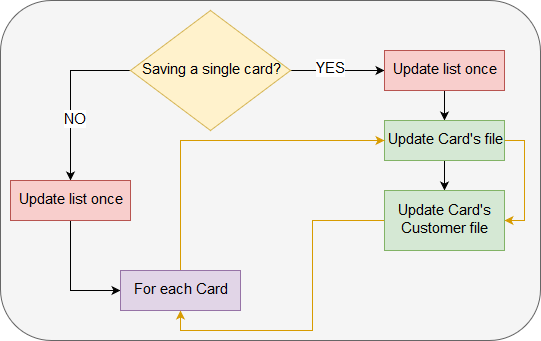 Saving a single card?
YES
Update list once
NO
Update Card's file
Update list once
Update Card's
Customer file
For each Card